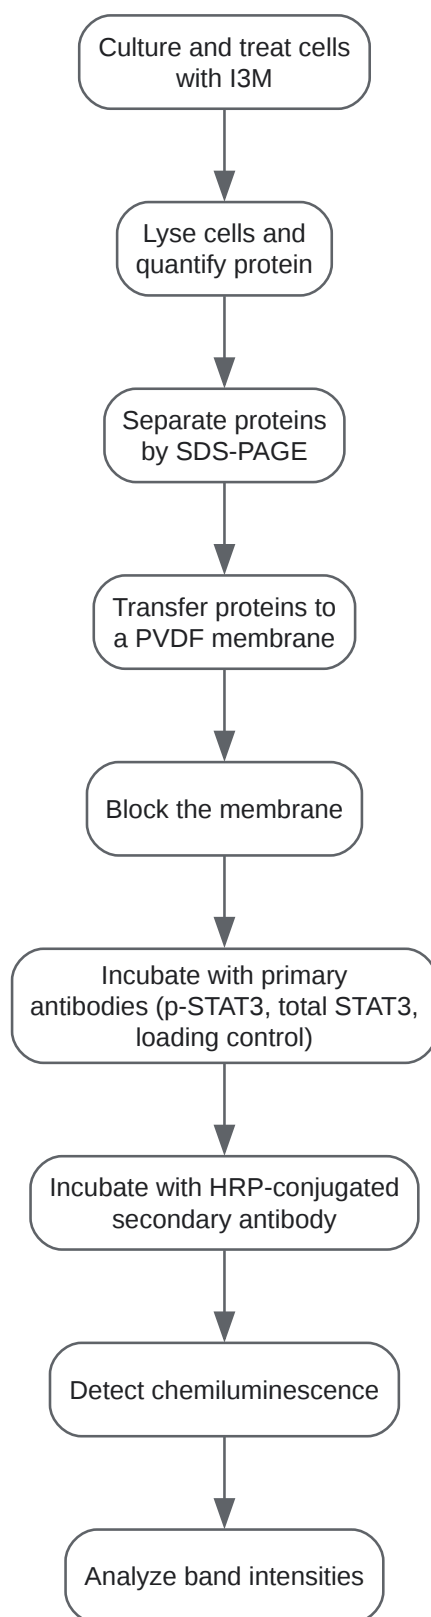 Culture and treat cells
with I3M
Lyse cells and
quantify protein
Separate proteins
by SDS-PAGE
Transfer proteins to
a PVDF membrane
Block the membrane
Incubate with primary
antibodies (p-STAT3, total STAT3,
loading control)
Incubate with HRP-conjugated
secondary antibody
Detect chemiluminescence
Analyze band intensities